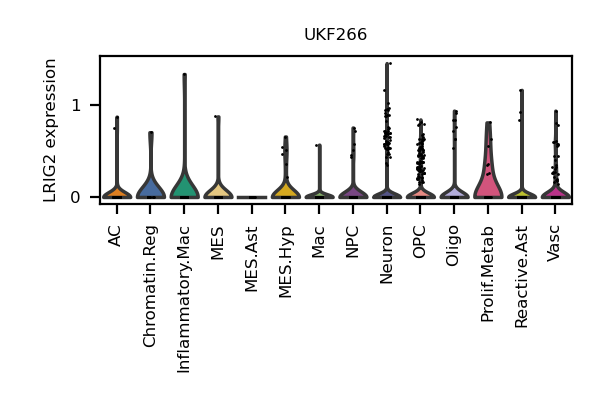 UKF266
LRIG2 expression
1
0
AC
Chromatin.Reg
Inflammatory.Mac
MES
MES.Ast
MES.Hyp
Mac
NPC
Neuron
OPC
Oligo
Prolif.Metab
Reactive.Ast
Vasc